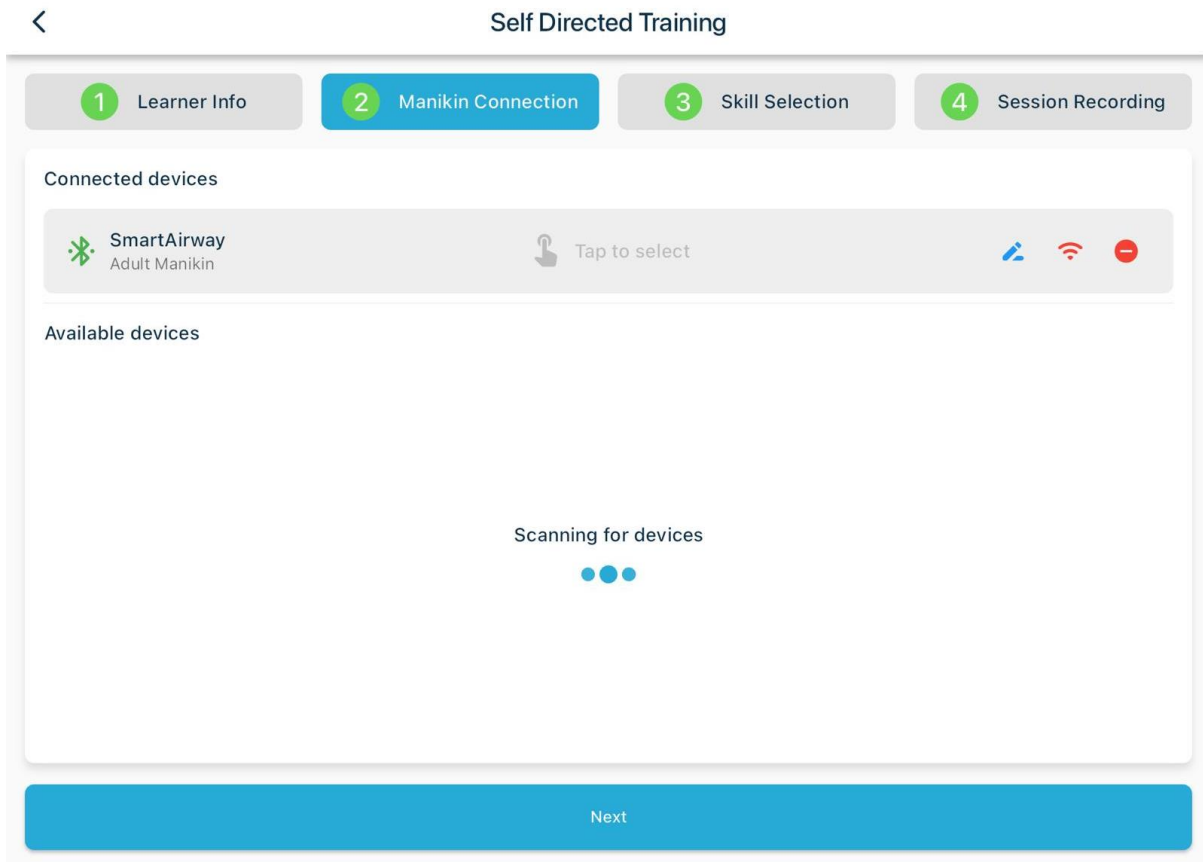 Self Directed Training
1 Learner Info
2 Manikin Connection
3 Skill Selection
4 Session Recording
Connected devices
SmartAirway
Adult Manikin
Tap to select
Available devices
Scanning for devices
Next